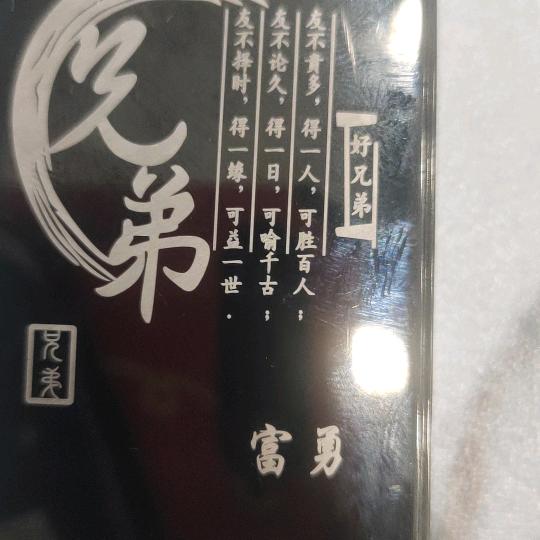 好兄弟
友不贵多，得一人，可胜百人；
友不论久，得一日，可喻千古；
友不择时，得一缘，可益一世．
兄弟
兄弟
富勇